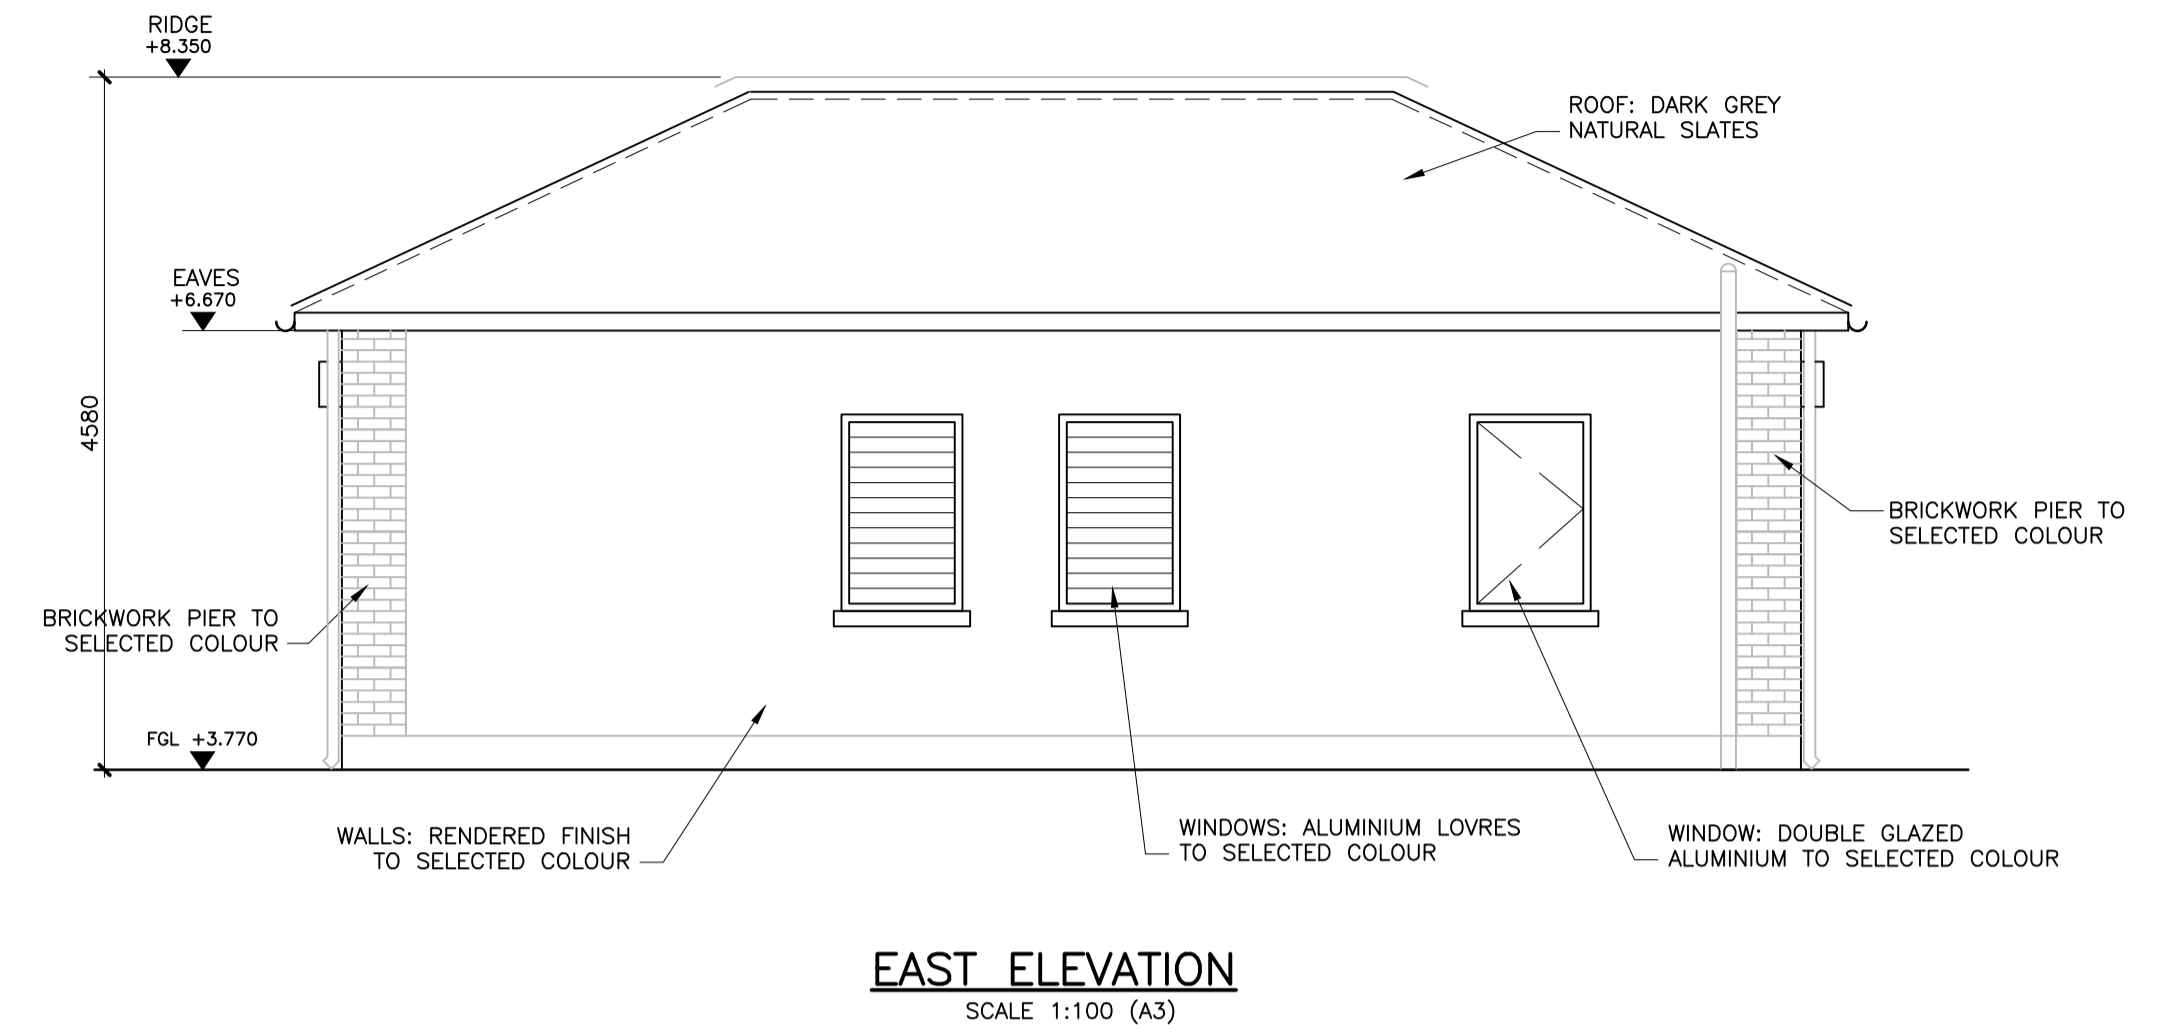 RIDGE
+8.350
ROOF: DARK GREY
NATURAL SLATES
EAVES
+6.670
4580
BRICKWORK PIER TO
SELECTED COLOUR
BRICKWORK PIER TO
SELECTED COLOUR
FGL +3.770
WALLS: RENDERED FINISH
TO SELECTED COLOUR
WINDOWS: ALUMINIUM LOVRES
TO SELECTED COLOUR
WINDOW: DOUBLE GLAZED
ALUMINIUM TO SELECTED COLOUR
EAST ELEVATION
SCALE 1:100 (A3)